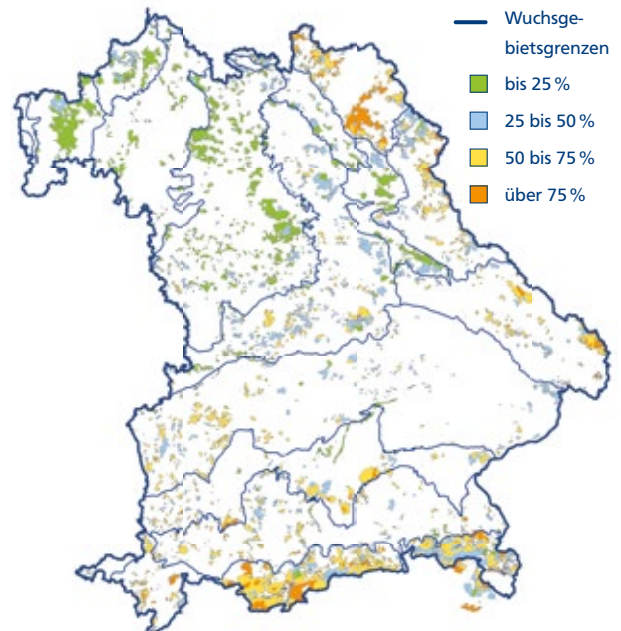 Wuchsge-
bietsgrenzen
bis 25 %
25 bis 50 %
50 bis 75 %
über 75 %